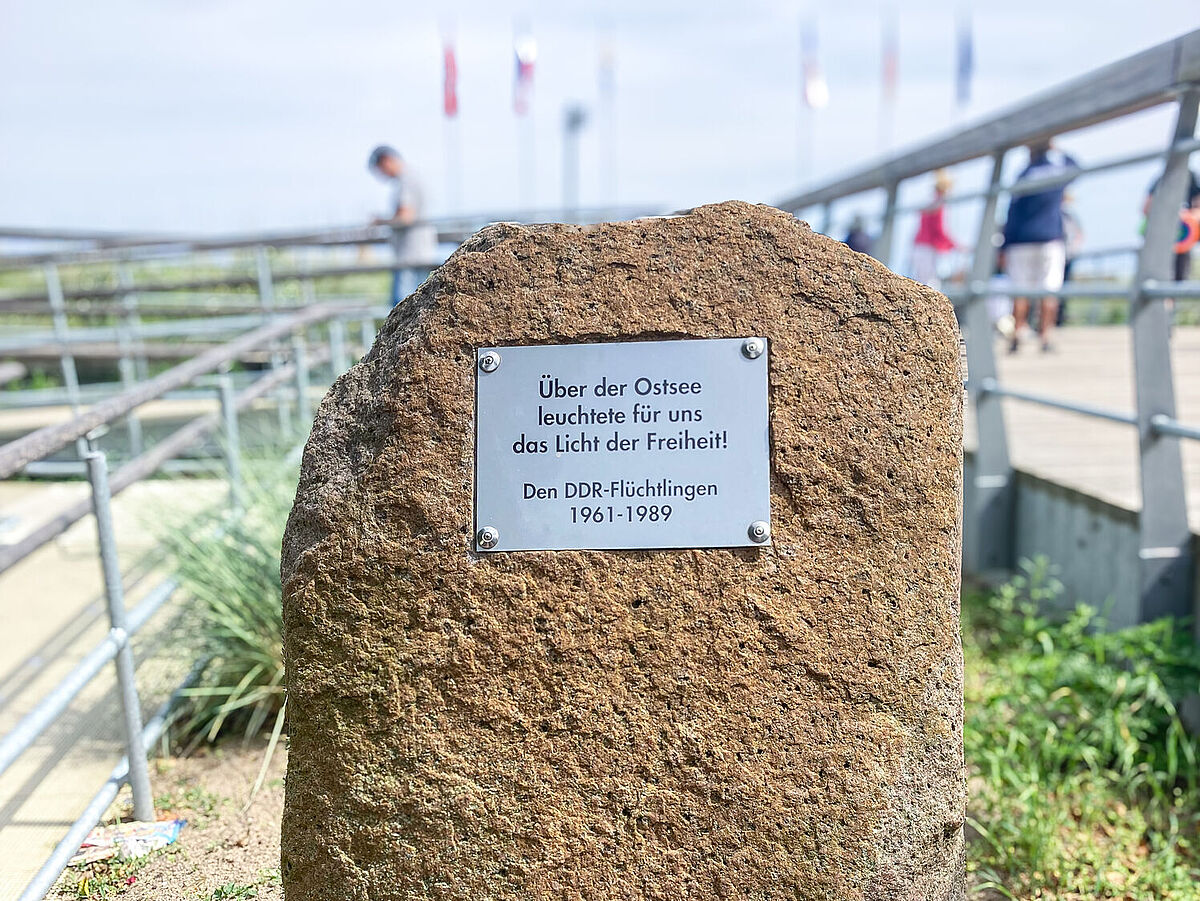 Über der Ostsee
leuchtete für uns
das Licht der Freiheit!
Den DDR-Flüchtlingen
1961-1989